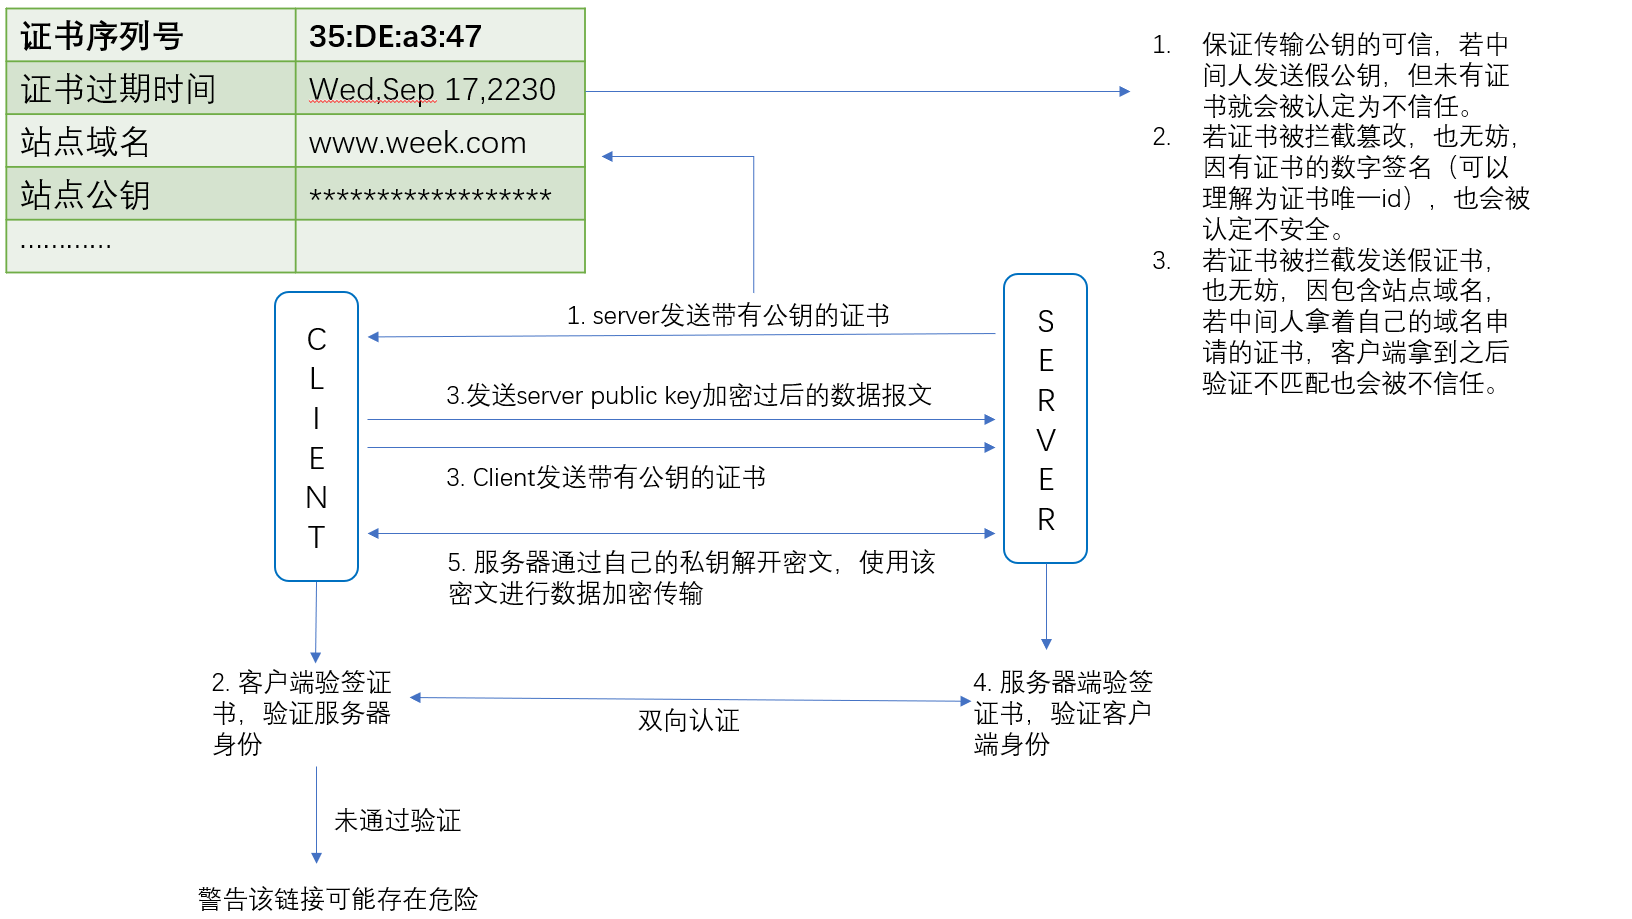 证书序列号 35:DE:a3:47
证书过期时间 Wed,Sep 17,2230
站点域名 www.week.com
站点公钥 ******************
…………
1. 保证传输公钥的可信，若中
间人发送假公钥，但未有证
书就会被认定为不信任。
2. 若证书被拦截篡改，也无妨，
因有证书的数字签名（可以
理解为证书唯一id），也会被
认定不安全。
3. 若证书被拦截发送假证书，
也无妨，因包含站点域名，
若中间人拿着自己的域名申
请的证书，客户端拿到之后
验证不匹配也会被不信任。
CLIENT
SERVER
1. server发送带有公钥的证书
3.发送server public key加密过后的数据报文
3. Client发送带有公钥的证书
5. 服务器通过自己的私钥解开密文，使用该
密文进行数据加密传输
2. 客户端验签证
书，验证服务器
身份
双向认证
4. 服务器端验签
证书，验证客户
端身份
未通过验证
警告该链接可能存在危险